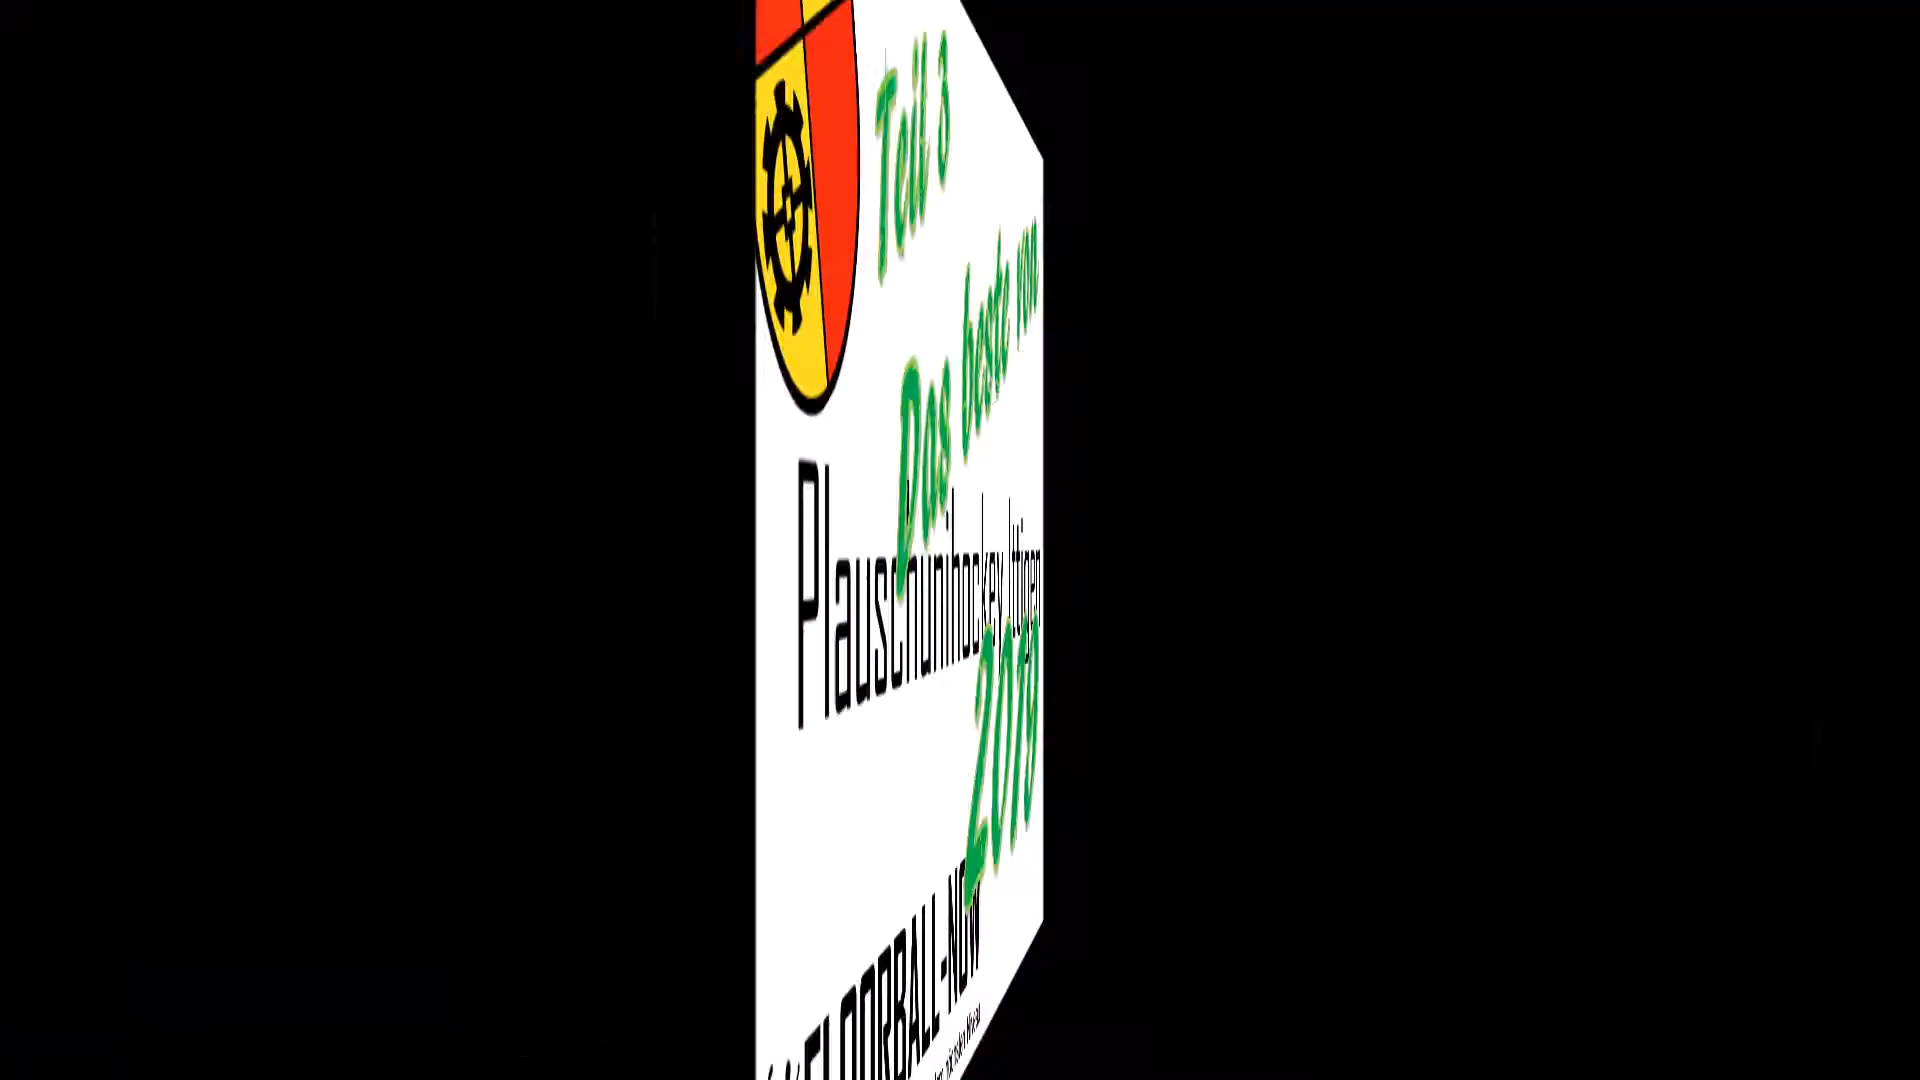 Teil 3
Das beste von
Plauschunihockey Ittigen
2019
FLOORBALL-NOW